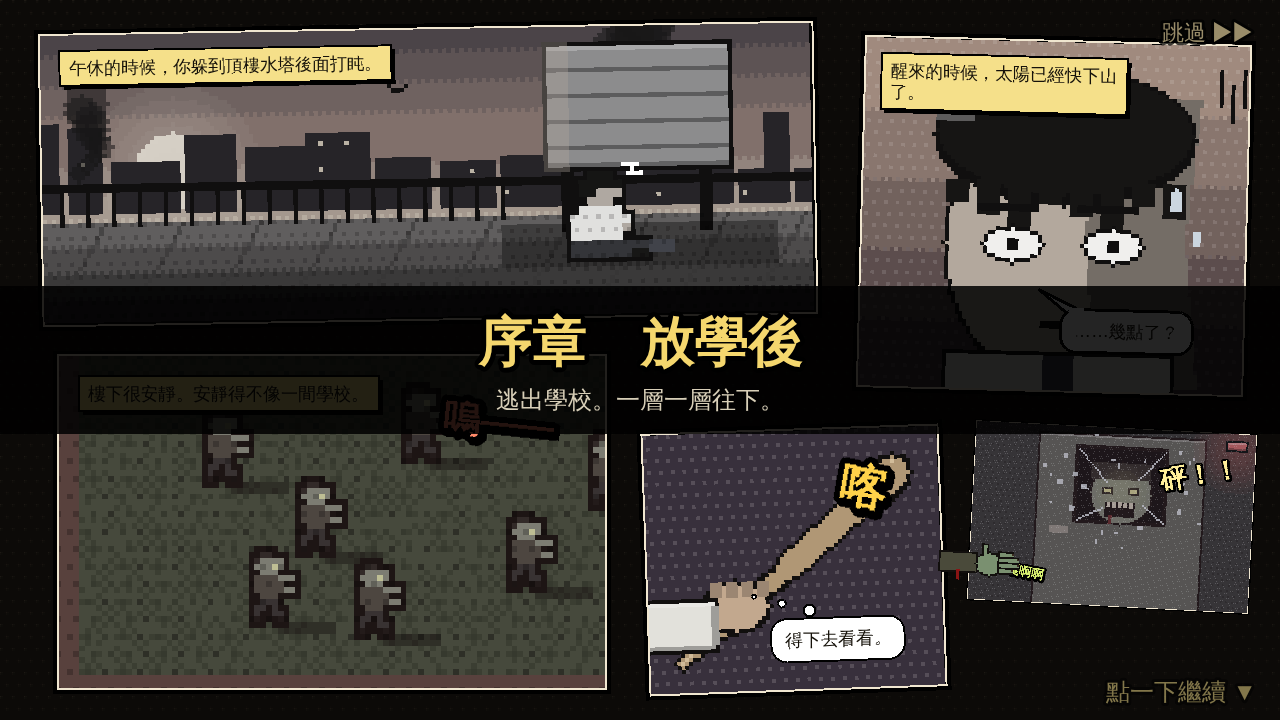 跳過
午休的時候，你躲到頂樓水塔後面打盹。
醒來的時候，太陽已經快下山
了。
……幾點了？
序章　放學後
逃出學校。一層一層往下。
樓下很安靜。安靜得不像一間學校。
嗚
喀
得下去看看。
砰！！
點一下繼續 ▼